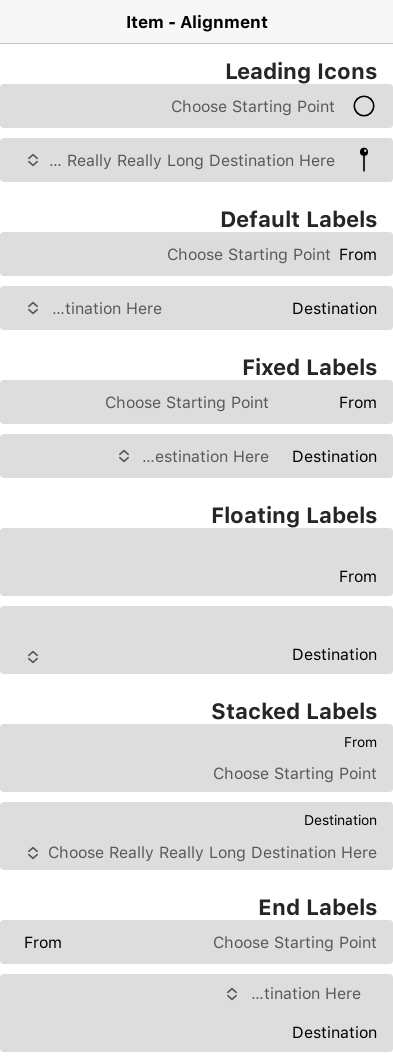 Item - Alignment
Leading Icons
Choose Starting Point
... Really Really Long Destination Here
Default Labels
Choose Starting Point From
...tination Here Destination
Fixed Labels
Choose Starting Point From
...estination Here Destination
Floating Labels
From
Destination
Stacked Labels
From
Choose Starting Point
Destination
Choose Really Really Long Destination Here
End Labels
From Choose Starting Point
...tination Here
Destination